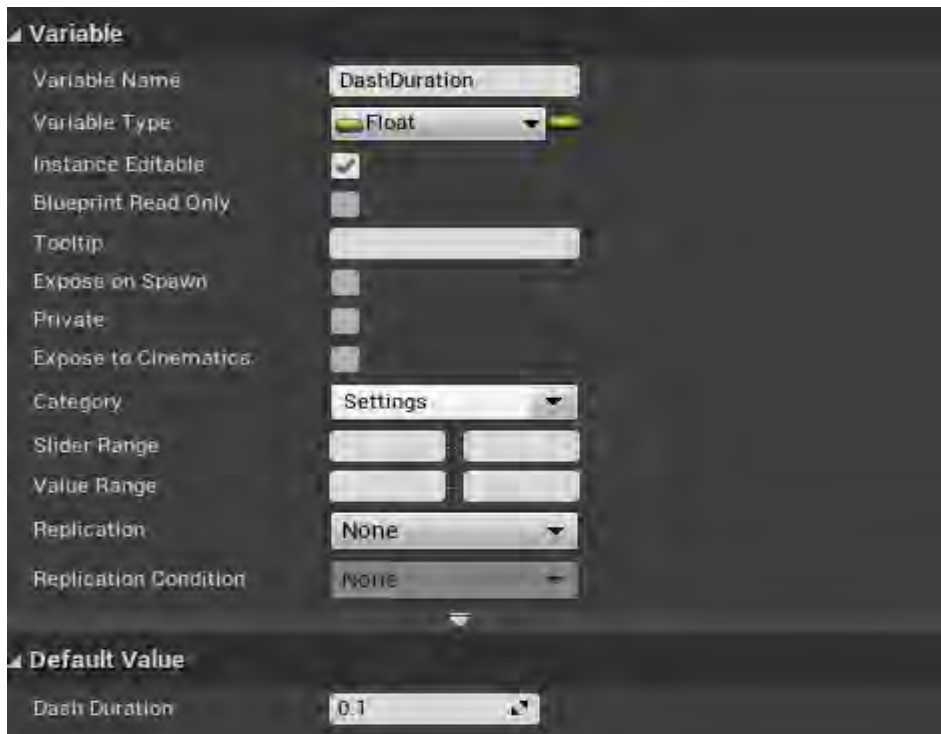 Variable
Variable Name DashDuration
Variable Type Float
Instance Editable
Blueprint Read Only
Tooltip
Expose on Spawn
Private
Expose to Cinematics
Category Settings
Slider Range
Value Range
Replication None
Replication Condition None
Default Value
Dash Duration 0.1